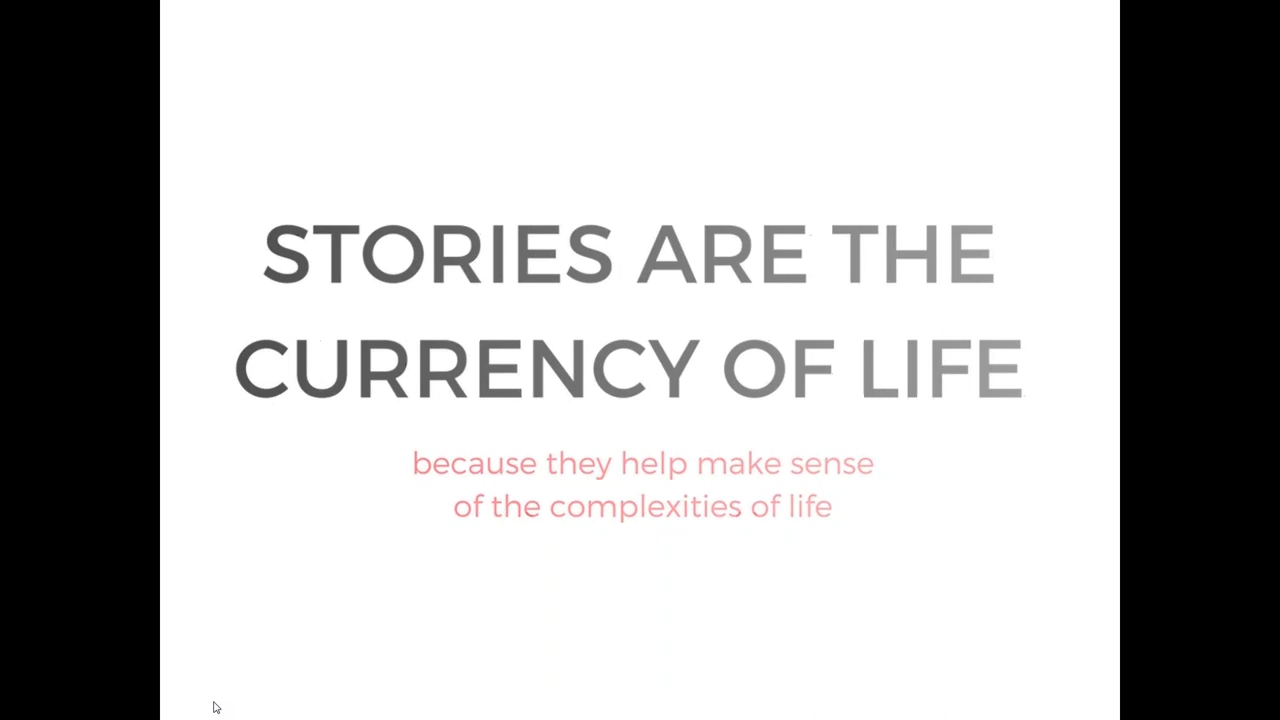 STORIES ARE THE
CURRENCY OF LIFE
because they help make sense
of the complexities of life